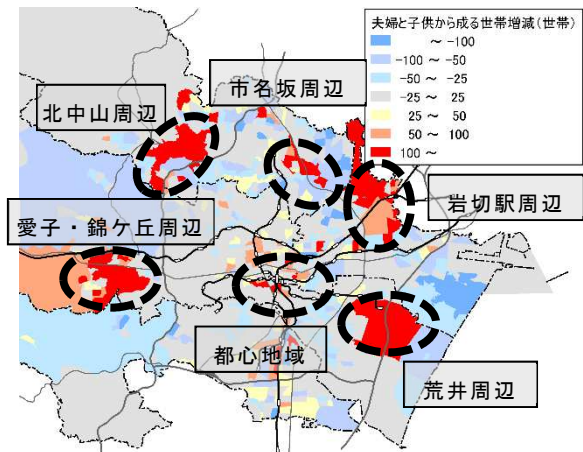 夫婦と子供から成る世帯増減(世帯)
～ -100
-100 ～ -50
-50 ～ -25
-25 ～ 25
25 ～ 50
50 ～ 100
100 ～
市名坂周辺
北中山周辺
岩切駅周辺
愛子・錦ケ丘周辺
都心地域
荒井周辺